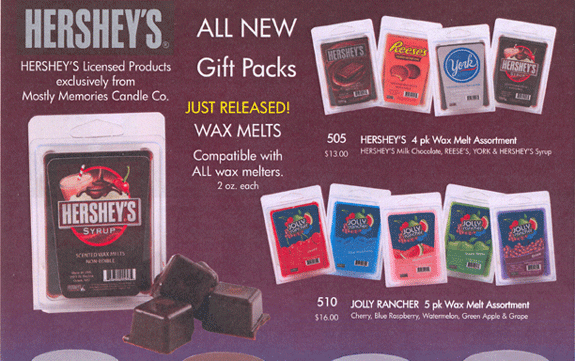 HERSHEY'S®
HERSHEY'S Licensed Products
exclusively from
Mostly Memories Candle Co.
ALL NEW
Gift Packs
JUST RELEASED!
WAX MELTS
Compatible with
ALL wax melters.
2 oz. each
HERSHEY'S
SYRUP
SCENTED WAX MELTS
NON-EDIBLE
HERSHEY'S
Reese's
York
HERSHEY'S
505 HERSHEY'S 4 pk Wax Melt Assortment
$13.00 HERSHEY'S Milk Chocolate, REESE'S, YORK & HERSHEY'S Syrup
JOLLY
RANCHER
JOLLY
RANCHER
JOLLY
RANCHER
JOLLY
RANCHER
JOLLY
RANCHER
510 JOLLY RANCHER 5 pk Wax Melt Assortment
$16.00 Cherry, Blue Raspberry, Watermelon, Green Apple & Grape